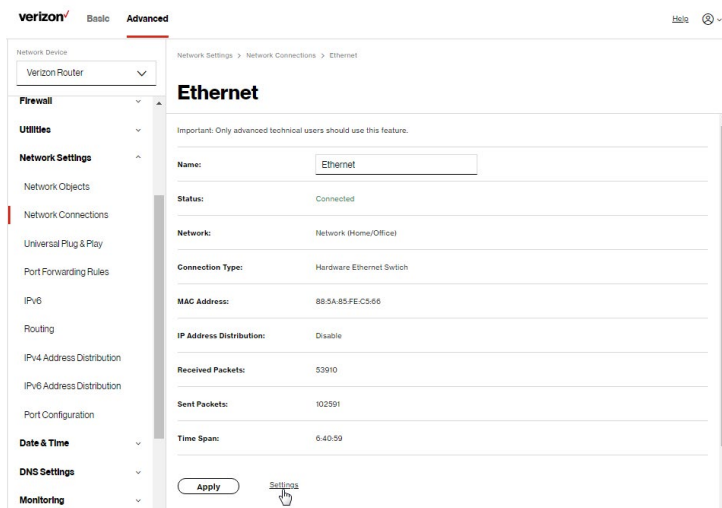 verizon✓ Basic Advanced Help
Network Device
Verizon Router
Firewall
Utilities
Network Settings
Network Objects
Network Connections
Universal Plug & Play
Port Forwarding Rules
IPv6
Routing
IPv4 Address Distribution
IPv6 Address Distribution
Port Configuration
Date & Time
DNS Settings
Monitoring
Network Settings > Network Connections > Ethernet
Ethernet
Important: Only advanced technical users should use this feature.
Name: Ethernet
Status: Connected
Network: Network (Home/Office)
Connection Type: Hardware Ethernet Swtich
MAC Address: 88:5A:85:FE:C5:66
IP Address Distribution: Disable
Received Packets: 53910
Sent Packets: 102591
Time Span: 6:40:59
Apply Settings